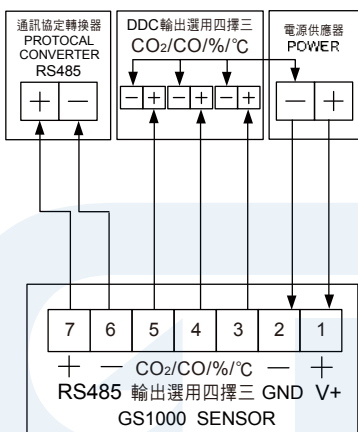 通訊協定轉換器
PROTOCAL
CONVERTER
RS485
+ −
DDC輸出選用四擇三
CO2/CO/%/℃
− + − + − +
電源供應器
POWER
− +
7 6 5 4 3 2 1
+ − CO2/CO/%/℃ − +
RS485 輸出選用四擇三 GND V+
GS1000 SENSOR